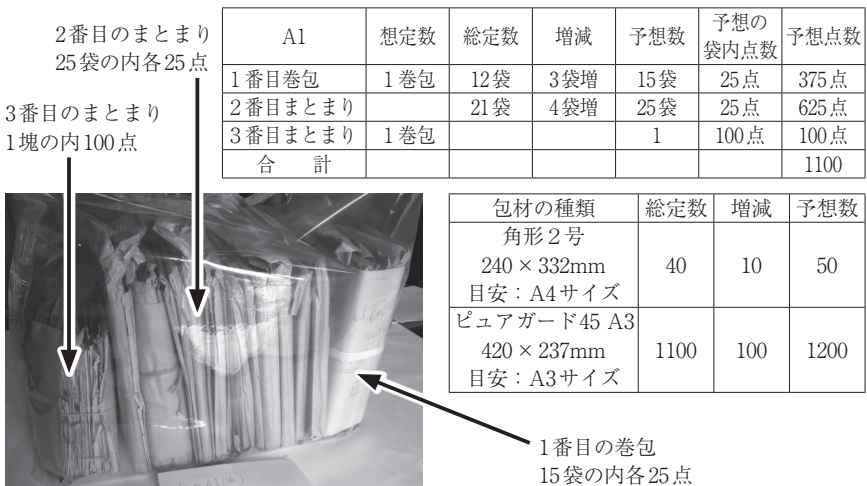 2番目のまとまり
25袋の内各25点
3番目のまとまり
1塊の内100点
A1 想定数 総定数 増減 予想数 予想の袋内点数 予想点数
1番目巻包 1巻包 12袋 3袋増 15袋 25点 375点
2番目まとまり 21袋 4袋増 25袋 25点 625点
3番目まとまり 1巻包 1 100点 100点
合 計 1100
包材の種類 総定数 増減 予想数
角形2号
240×332mm
目安：A4サイズ
40 10 50
ピュアガード45 A3
420×237mm
目安：A3サイズ
1100 100 1200
1番目の巻包
15袋の内各25点